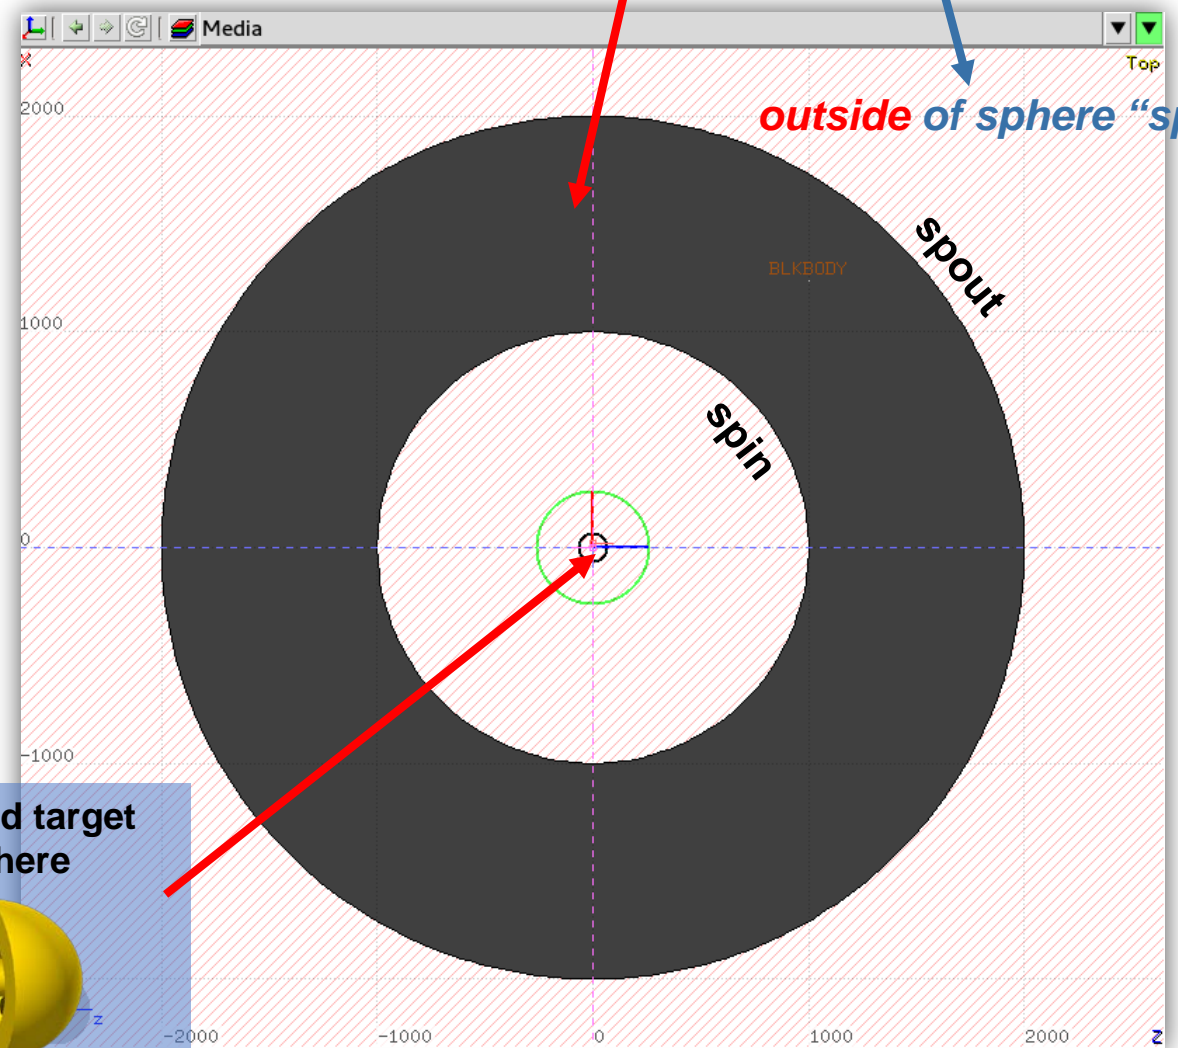 Media
X
Top
2000
outside of sphere “sp
spout
BLKBODY
1000
spin
0
-1000
d target
here
z
-2000 -1000 0 1000 2000 Z